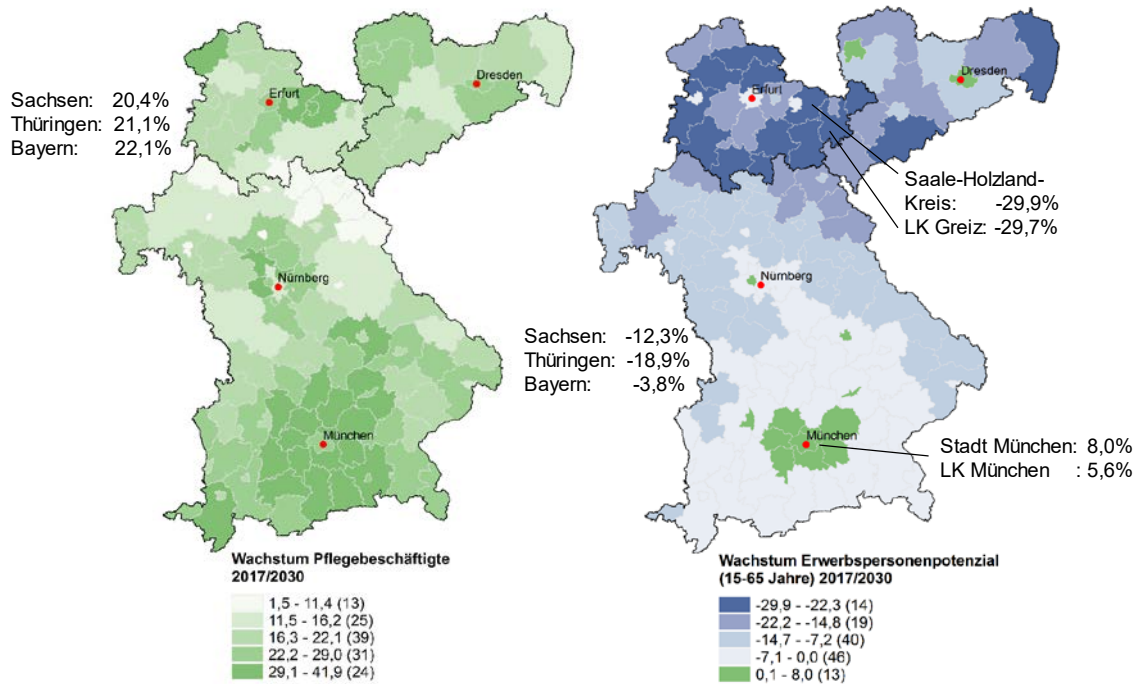 Sachsen: 20,4%
Thüringen: 21,1%
Bayern: 22,1%
Erfurt
Dresden
Nürnberg
München
Wachstum Pflegebeschäftigte
2017/2030
1,5 - 11,4 (13)
11,5 - 16,2 (25)
16,3 - 22,1 (39)
22,2 - 29,0 (31)
29,1 - 41,9 (24)
Erfurt
Dresden
Saale-Holzland-
Kreis: -29,9%
LK Greiz: -29,7%
Nürnberg
Sachsen: -12,3%
Thüringen: -18,9%
Bayern: -3,8%
München
Stadt München: 8,0%
LK München : 5,6%
Wachstum Erwerbspersonenpotenzial
(15-65 Jahre) 2017/2030
-29,9 - -22,3 (14)
-22,2 - -14,8 (19)
-14,7 - -7,2 (40)
-7,1 - 0,0 (46)
0,1 - 8,0 (13)